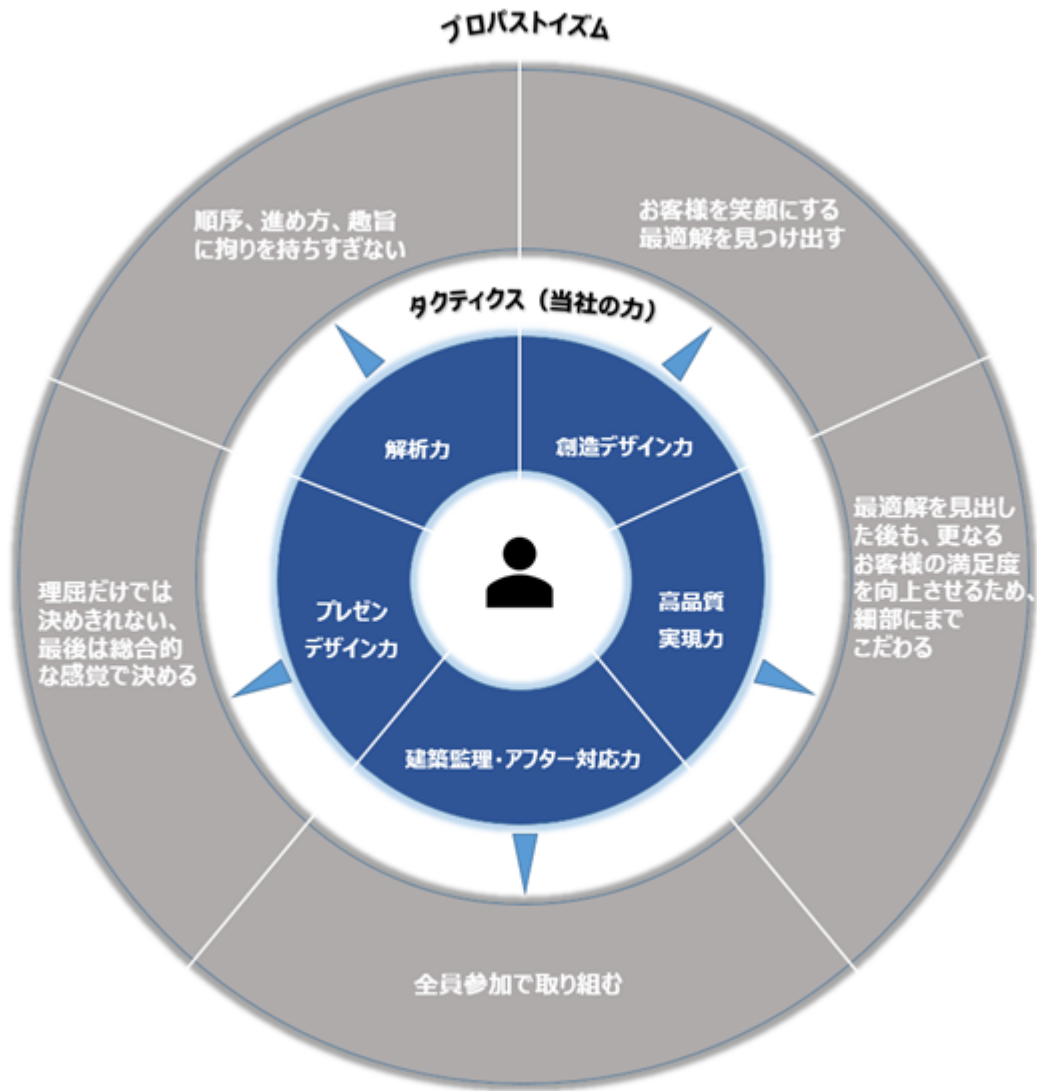 プロパストイズム
順序、進め方、趣旨
に拘りを持ちすぎない
お客様を笑顔にする
最適解を見つけ出す
タクティクス（当社の力）
解析力
創造デザイン力
最適解を見出し
た後も、更なる
お客様の満足度
を向上させるため、
細部にまで
こだわる
理屈だけでは
決めきれない、
最後は総合的
な感覚で決める
プレゼン
デザイン力
高品質
実現力
建築監理・アフター対応力
全員参加で取り組む